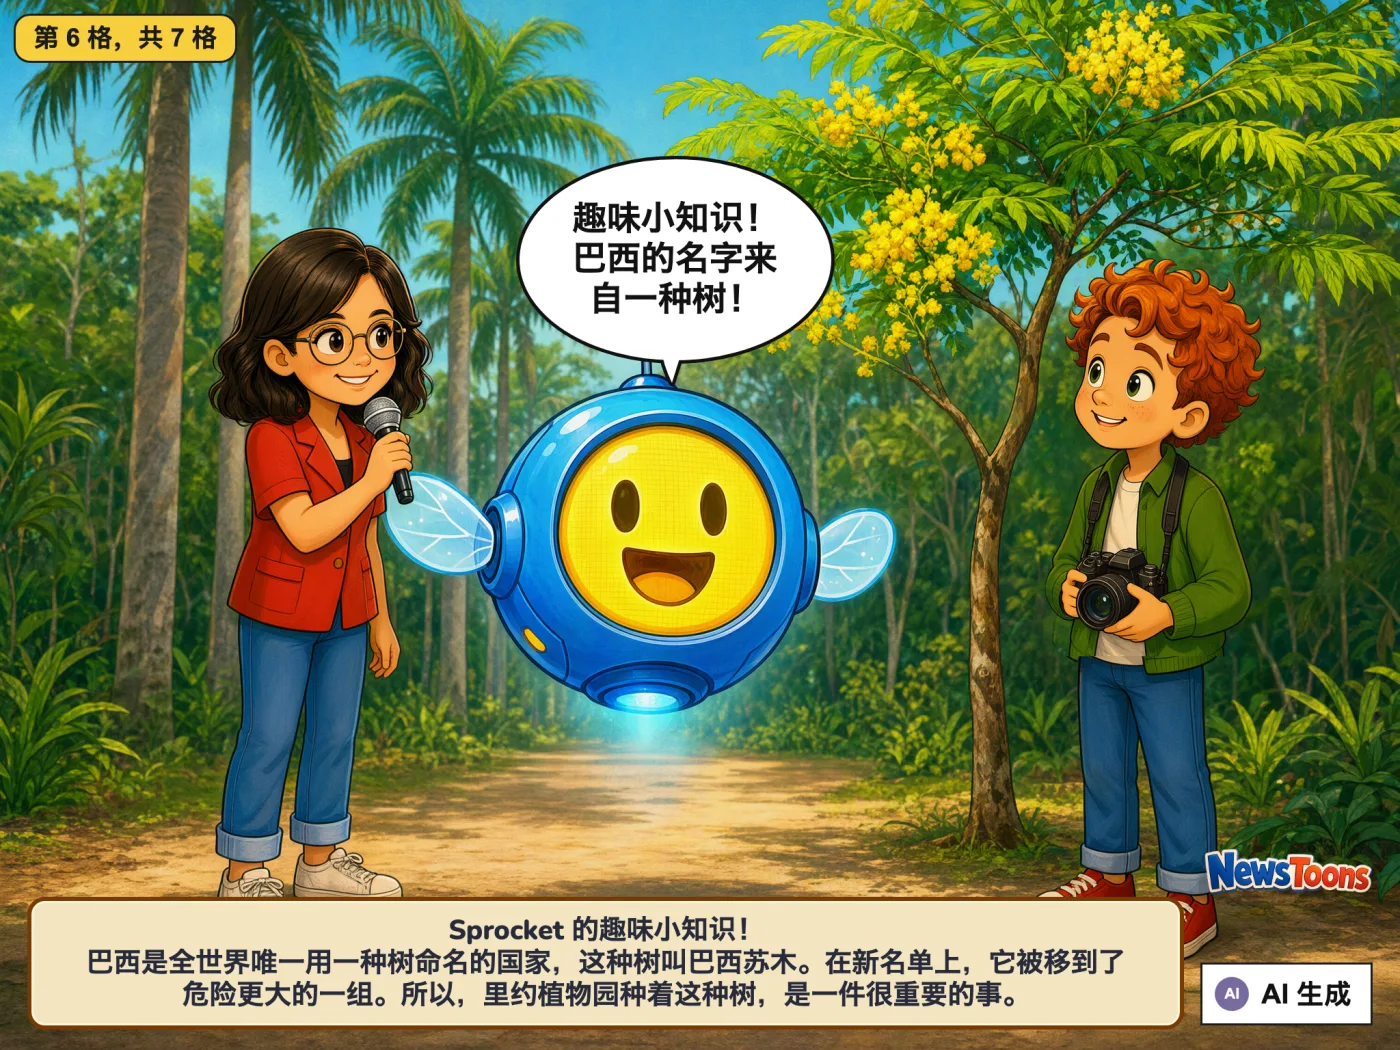 第 6 格，共 7 格
趣味小知识！
巴西的名字来
自一种树！
NewsToons
Sprocket 的趣味小知识！
巴西是全世界唯一用一种树命名的国家，这种树叫巴西苏木。在新名单上，它被移到了
危险更大的一组。所以，里约植物园种着这种树，是一件很重要的事。
AI AI 生成